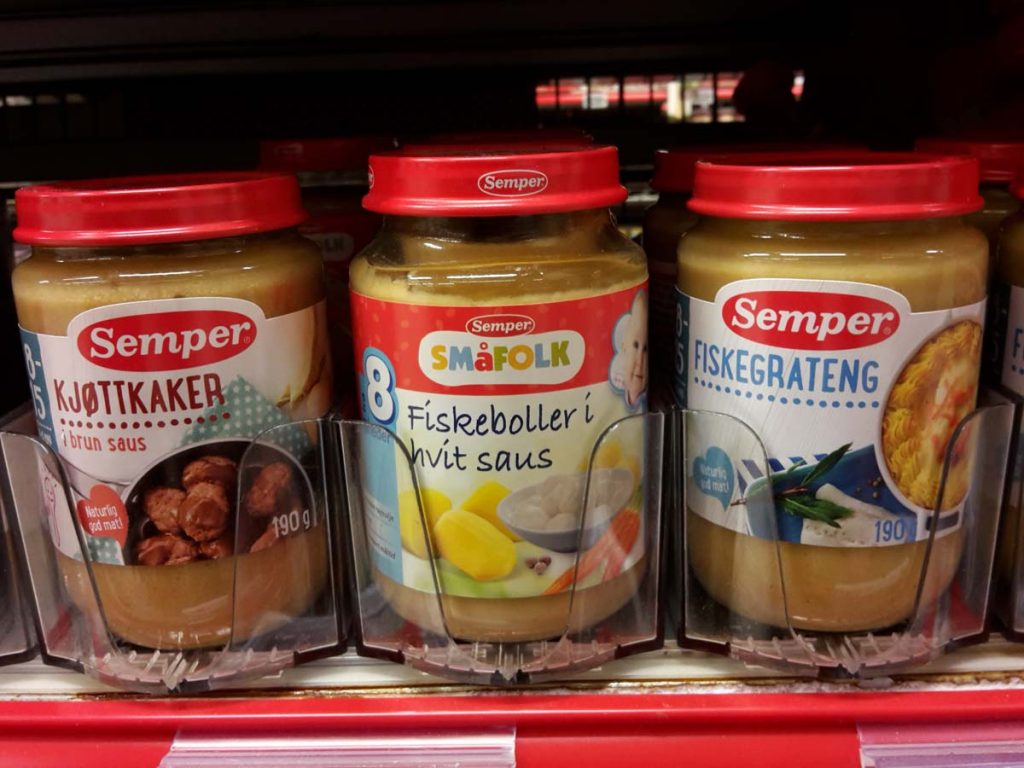 Semper
KJØTTKAKER
i brun saus
8-
Naturlig
god mat!
190 g
Semper
Semper
SMåFOLK
8
Fiskeboller i
hvit saus
Semper
FISKEGRATENG
Naturlig
god mat!
190